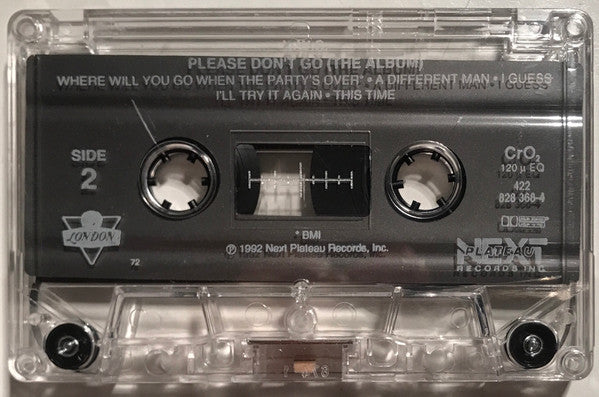 PLEASE DON'T GO (THE ALBUM)
WHERE WILL YOU GO WHEN THE PARTY'S OVER* • A DIFFERENT MAN • I GUESS
I'LL TRY IT AGAIN • THIS TIME
SIDE
2
CrO2
120 µ EQ
422
828 368-4
LONDON
* BMI
72
℗ 1992 Next Plateau Records, Inc.
NEXT
PLATEAU
RECORDS INC.